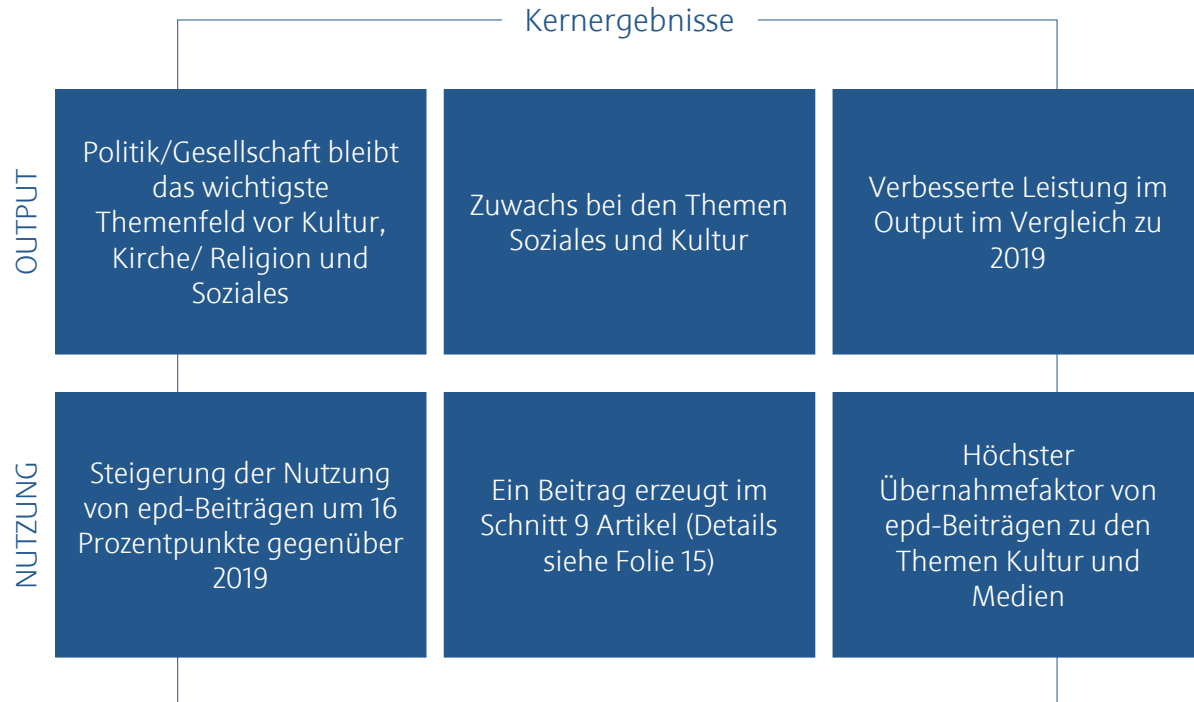 Kernergebnisse
OUTPUT
Politik/Gesellschaft bleibt
das wichtigste
Themenfeld vor Kultur,
Kirche/ Religion und
Soziales
Zuwachs bei den Themen
Soziales und Kultur
Verbesserte Leistung im
Output im Vergleich zu
2019
NUTZUNG
Steigerung der Nutzung
von epd-Beiträgen um 16
Prozentpunkte gegenüber
2019
Ein Beitrag erzeugt im
Schnitt 9 Artikel (Details
siehe Folie 15)
Höchster
Übernahmefaktor von
epd-Beiträgen zu den
Themen Kultur und
Medien